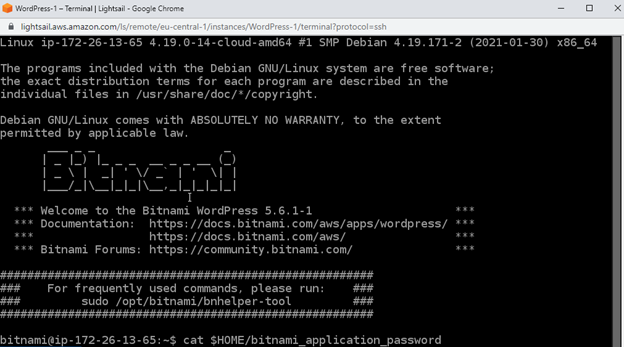 WordPress-1 – Terminal | Lightsail - Google Chrome
lightsail.aws.amazon.com/ls/remote/eu-central-1/instances/WordPress-1/terminal?protocol=ssh
Linux ip-172-26-13-65 4.19.0-14-cloud-amd64 #1 SMP Debian 4.19.171-2 (2021-01-30) x86_64
The programs included with the Debian GNU/Linux system are free software;
the exact distribution terms for each program are described in the
individual files in /usr/share/doc/*/copyright.
Debian GNU/Linux comes with ABSOLUTELY NO WARRANTY, to the extent
permitted by applicable law.
Bitnami
*** Welcome to the Bitnami WordPress 5.6.1-1 ***
*** Documentation: https://docs.bitnami.com/aws/apps/wordpress/ ***
*** https://docs.bitnami.com/aws/ ***
*** Bitnami Forums: https://community.bitnami.com/ ***
########################################################
### For frequently used commands, please run: ###
### sudo /opt/bitnami/bnhelper-tool ###
########################################################
bitnami@ip-172-26-13-65:~$ cat $HOME/bitnami_application_password